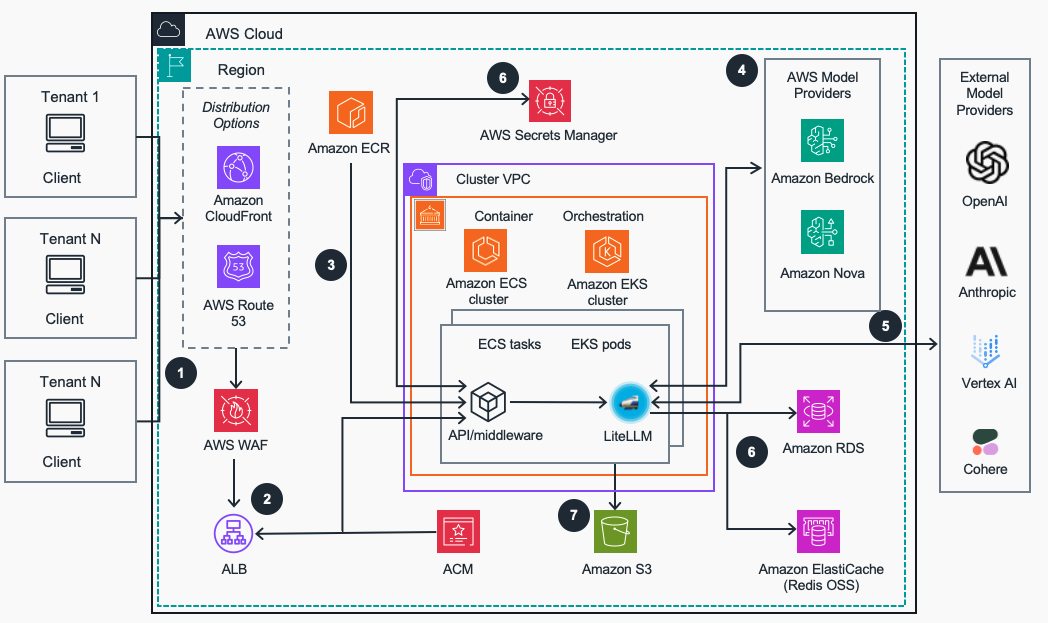 AWS Cloud
Region
Tenant 1
Client
Tenant N
Client
Tenant N
Client
Distribution
Options
Amazon
CloudFront
53
AWS Route
53
1
AWS WAF
2
ALB
Amazon ECR
3
6
AWS Secrets Manager
Cluster VPC
Container
Orchestration
Amazon ECS
cluster
K
Amazon EKS
cluster
ECS tasks
EKS pods
API/middleware
LiteLLM
ACM
7
Amazon S3
4
AWS Model
Providers
Amazon Bedrock
Amazon Nova
5
6
Amazon RDS
Amazon ElastiCache
(Redis OSS)
External
Model
Providers
OpenAI
AI
Anthropic
Vertex AI
Cohere